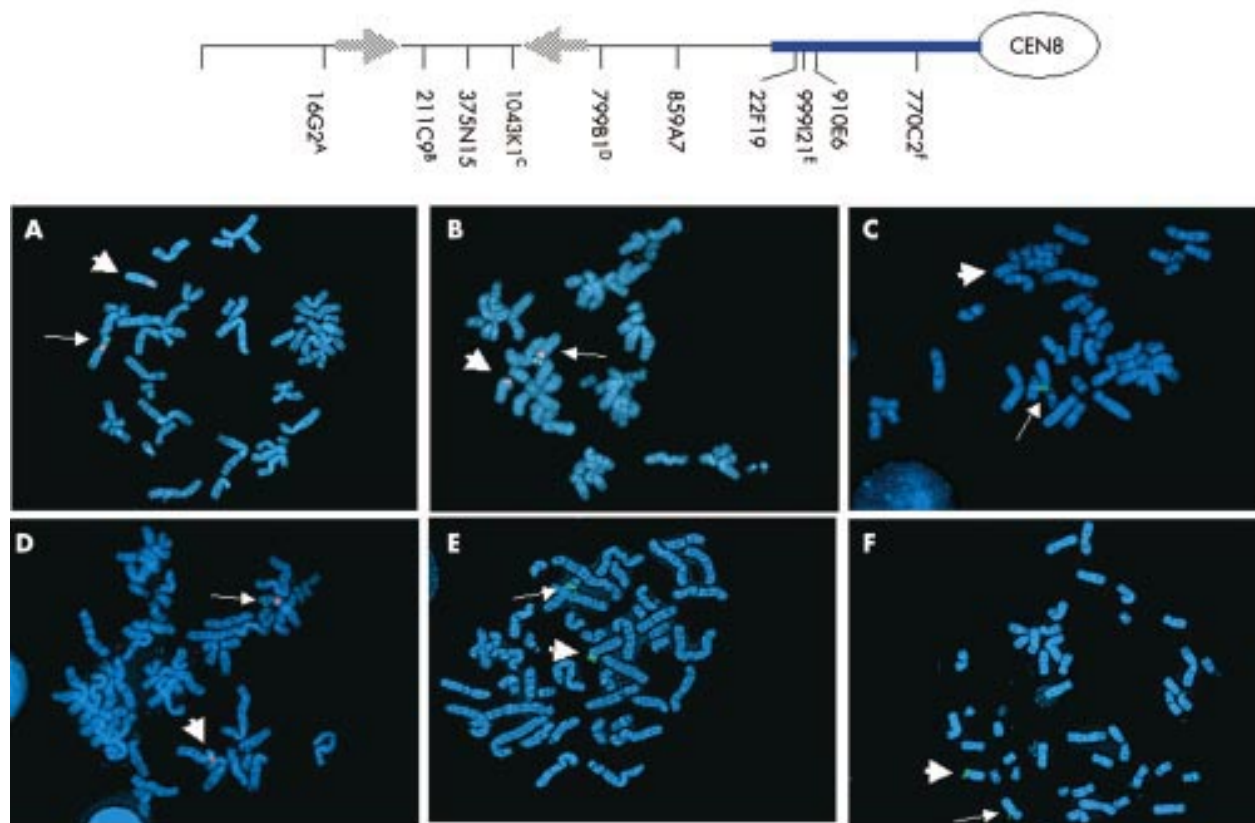 CEN8
16G2A
211C9B
375N15
1043K1C
799B1D
859A7
22F19
999I21E
910E6
770C2F
A
B
C
D
E
F